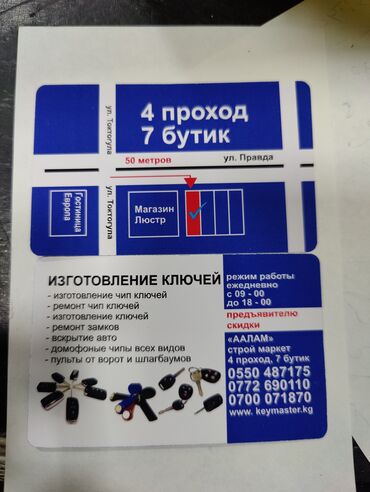 4 проход
7 бутик
ул. Токтогула
50 метров
ул. Правда
Гостиница
Европа
ул. Токтогула
Магазин
Люстр
ИЗГОТОВЛЕНИЕ КЛЮЧЕЙ
- изготовление чип ключей
- ремонт чип ключей
- изготовление ключей
- ремонт замков
- вскрытие авто
- домофоные чипы всех видов
- пульты от ворот и шлагбаумов
режим работы
ежедневно
с 09 - 00
до 18 - 00
предъявителю
скидки
«ААЛАМ»
строй маркет
4 проход, 7 бутик
0550 487175
0772 690110
0700 071870
www. keymaster.kg